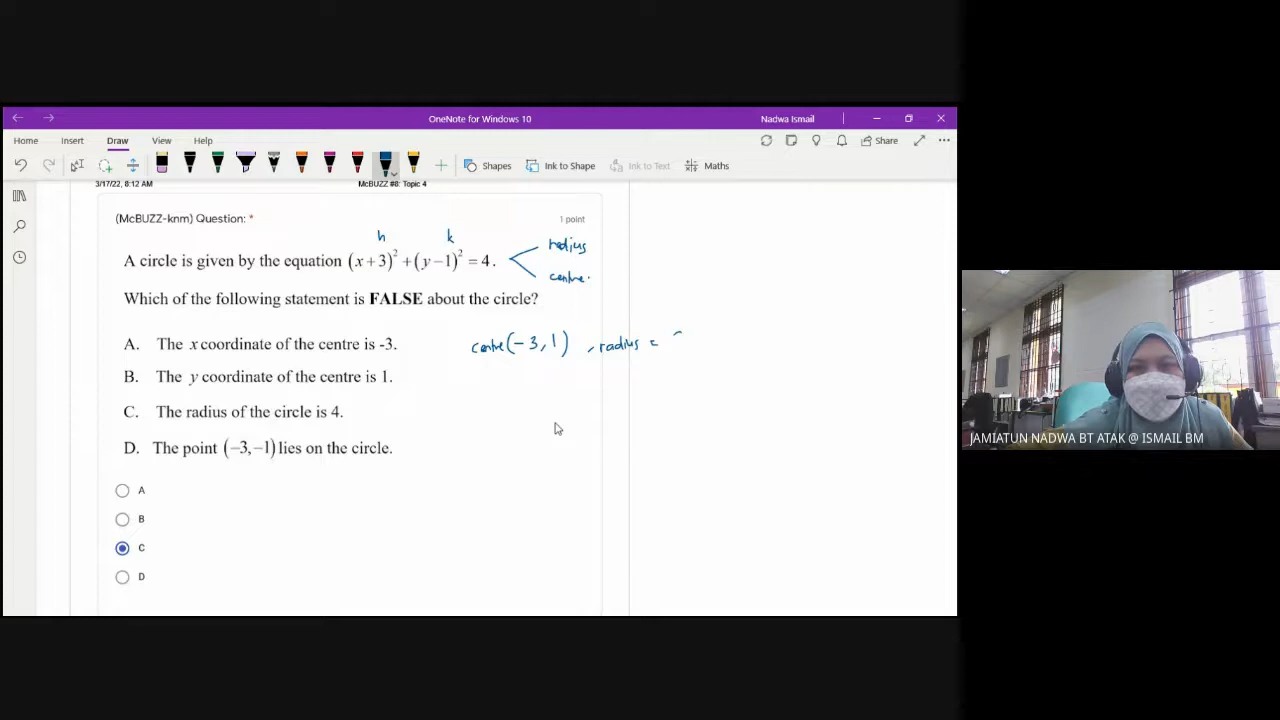 OneNote for Windows 10
Nadwa Ismail
Home Insert Draw View Help
Share
Shapes Ink to Shape Ink to Text Maths
3/17/22, 8:12 AM McBUZZ #8: Topic 4
(McBUZZ-knm) Question: *
1 point
h k
A circle is given by the equation (x+3)² + (y−1)² = 4.
radius
centre.
Which of the following statement is FALSE about the circle?
A. The x coordinate of the centre is -3.
centre (−3, 1) , radius =
B. The y coordinate of the centre is 1.
C. The radius of the circle is 4.
D. The point (−3,−1) lies on the circle.
A
B
C
D
JAMIATUN NADWA BT ATAK @ ISMAIL BM